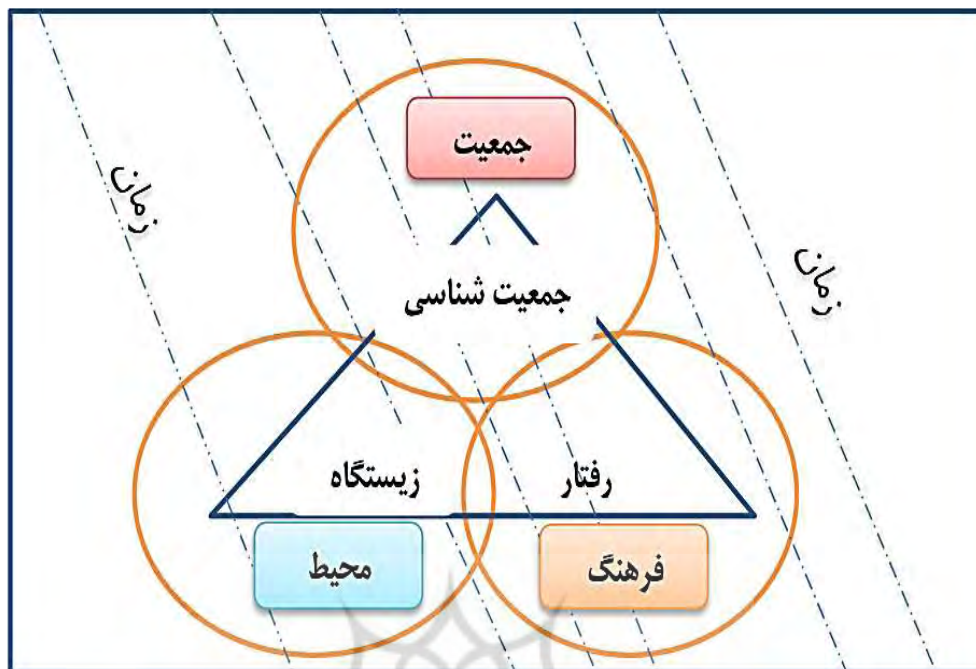 جمعیت
زمان
زمان
جمعیت شناسی
رفتار
زیستگاه
فرهنگ
محیط